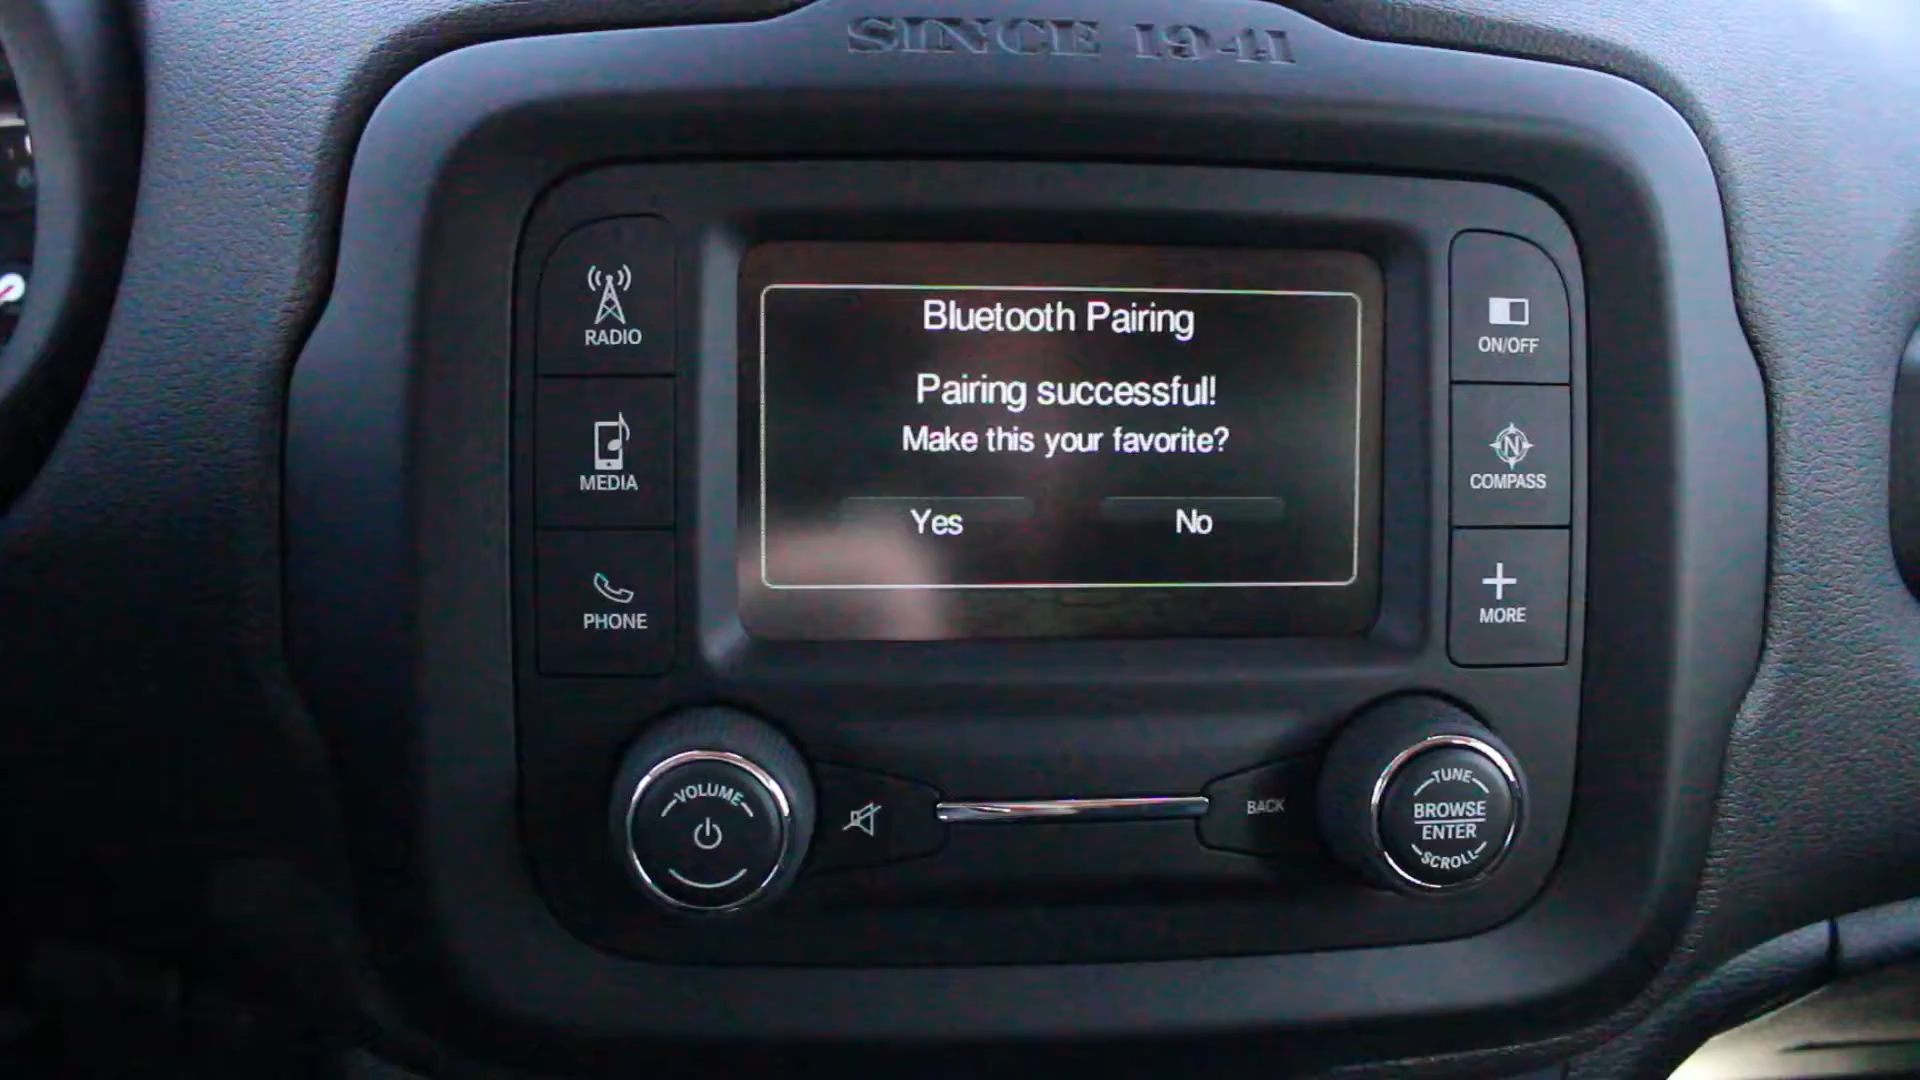 SINCE 1941
RADIO
MEDIA
PHONE
Bluetooth Pairing
Pairing successful!
Make this your favorite?
Yes
No
ON/OFF
N
COMPASS
MORE
VOLUME
BACK
TUNE
BROWSE
ENTER
SCROLL